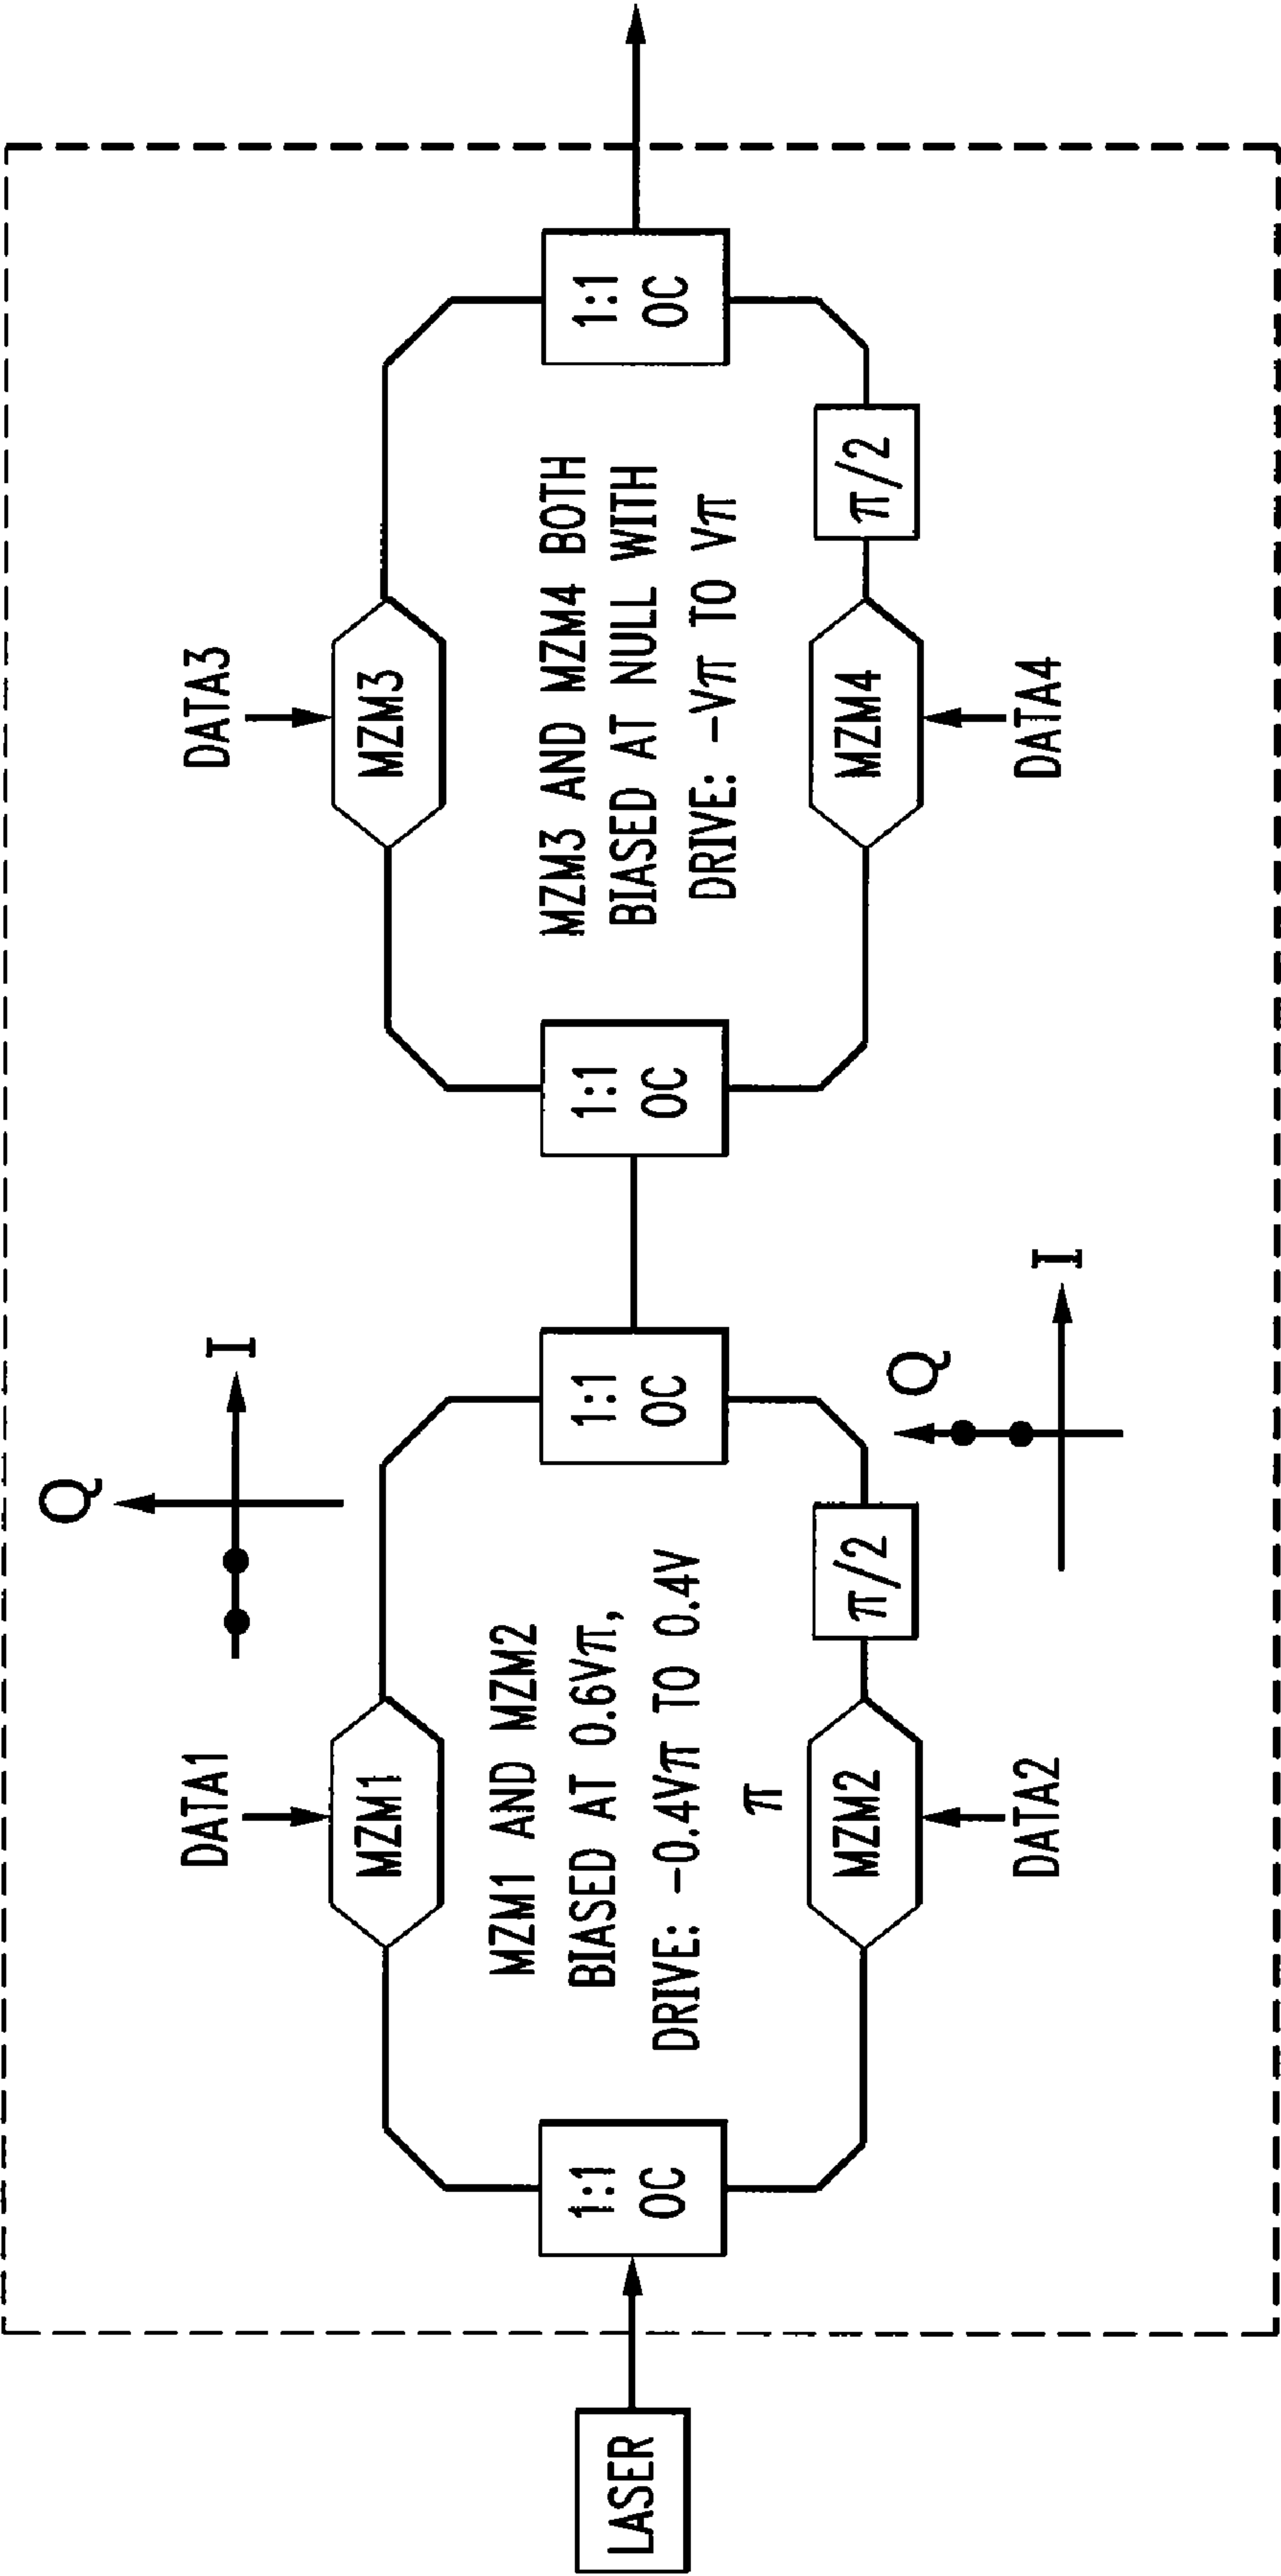 LASER
1:1
OC
DATA1
MZM1
MZM1 AND MZM2
BIASED AT 0.6Vπ,
DRIVE: -0.4Vπ TO 0.4V
π
MZM2
DATA2
π/2
Q
I
Q
I
1:1
OC
1:1
OC
DATA3
MZM3
MZM3 AND MZM4 BOTH
BIASED AT NULL WITH
DRIVE: -Vπ TO Vπ
MZM4
DATA4
π/2
1:1
OC